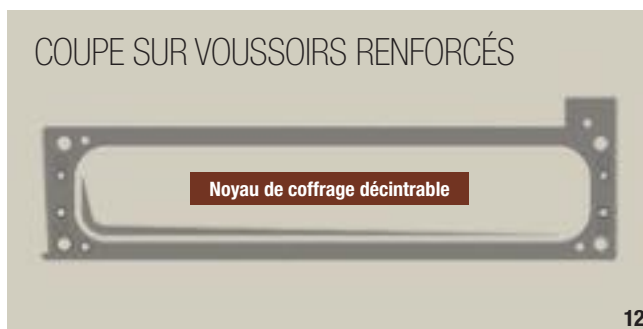 COUPE SUR VOUSSOIRS RENFORCÉS
Noyau de coffrage décintrable
12